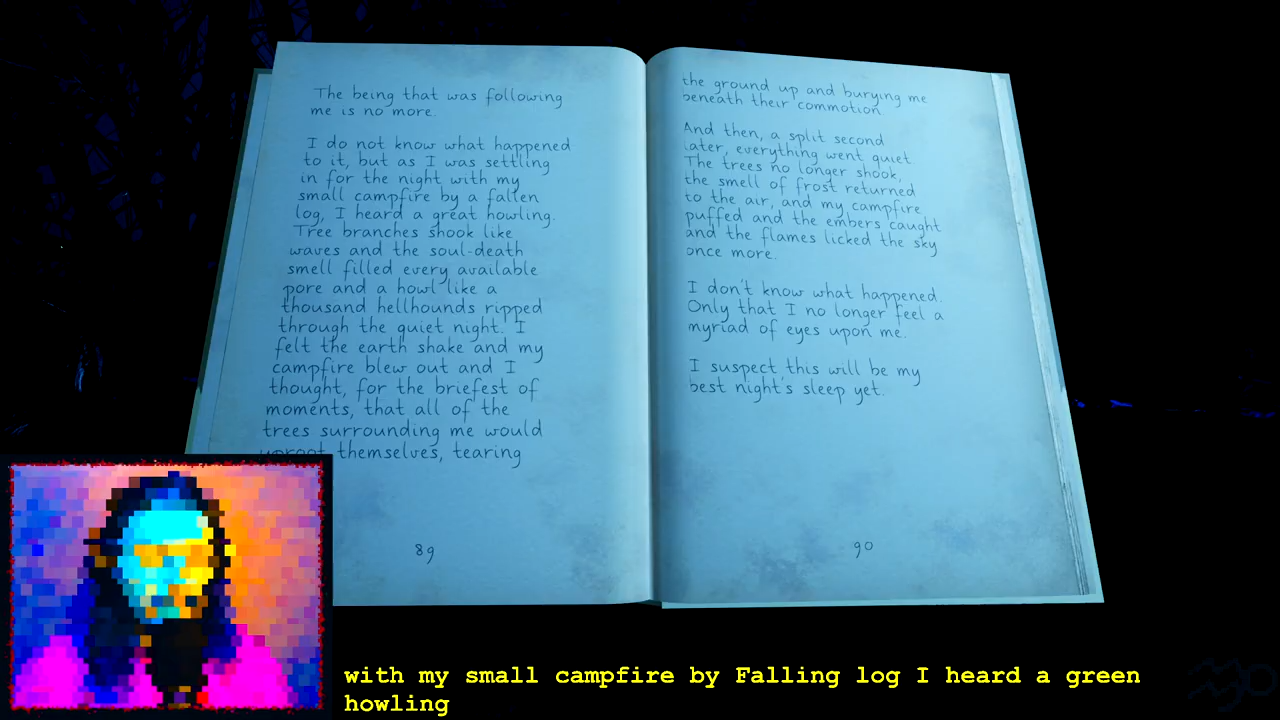 The being that was following
me is no more.
I do not know what happened
to it, but as I was settling
in for the night with my
small campfire by a fallen
log, I heard a great howling.
Tree branches shook like
waves and the soul-death
smell filled every available
pore and a howl like a
thousand hellhounds ripped
through the quiet night. I
felt the earth shake and my
campfire blew out and I
thought, for the briefest of
moments, that all of the
trees surrounding me would
uproot themselves, tearing
89
the ground up and burying me
beneath their commotion.
And then, a split second
later, everything went quiet
The trees no longer shook,
the smell of frost returned
to the air, and my campfire
puffed and the embers caught
and the flames licked the sky
once more.
I don't know what happened.
Only that I no longer feel a
myriad of eyes upon me.
I suspect this will be my
best night's sleep yet.
90
with my small campfire by Falling log I heard a green
howling